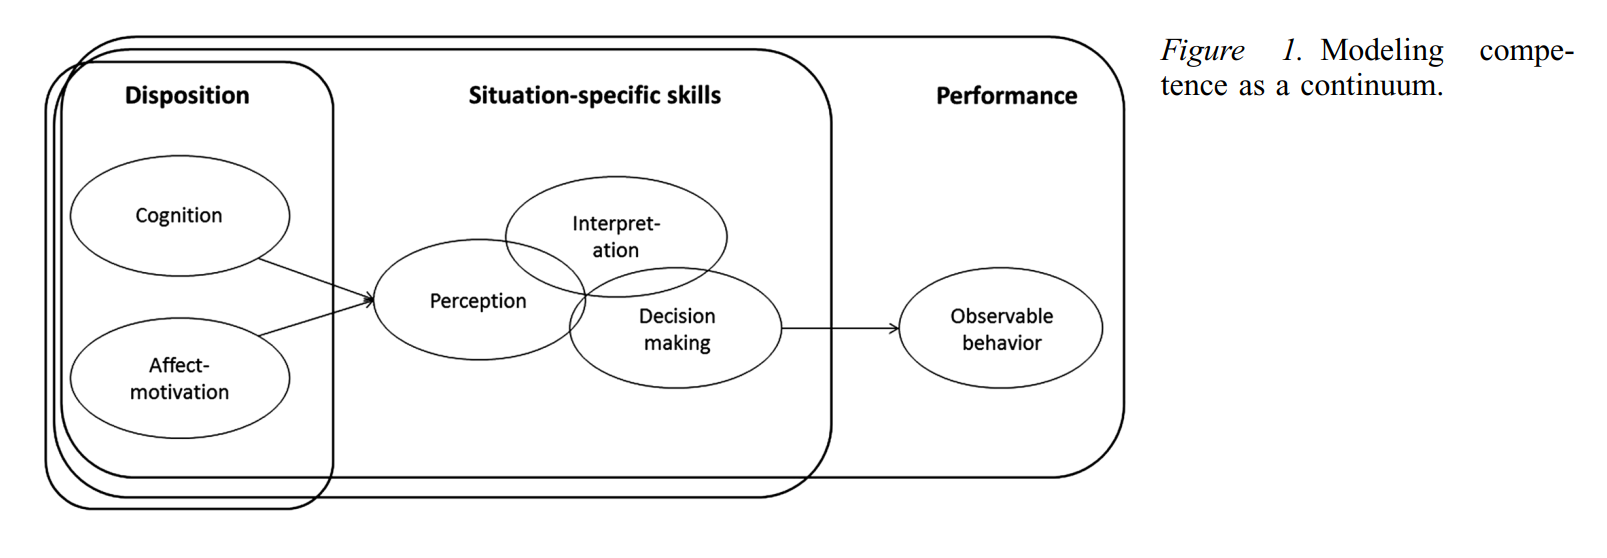 Disposition
Situation-specific skills
Performance
Cognition
Affect-
motivation
Perception
Interpret-
ation
Decision
making
Observable
behavior
Figure 1. Modeling compe-
tence as a continuum.